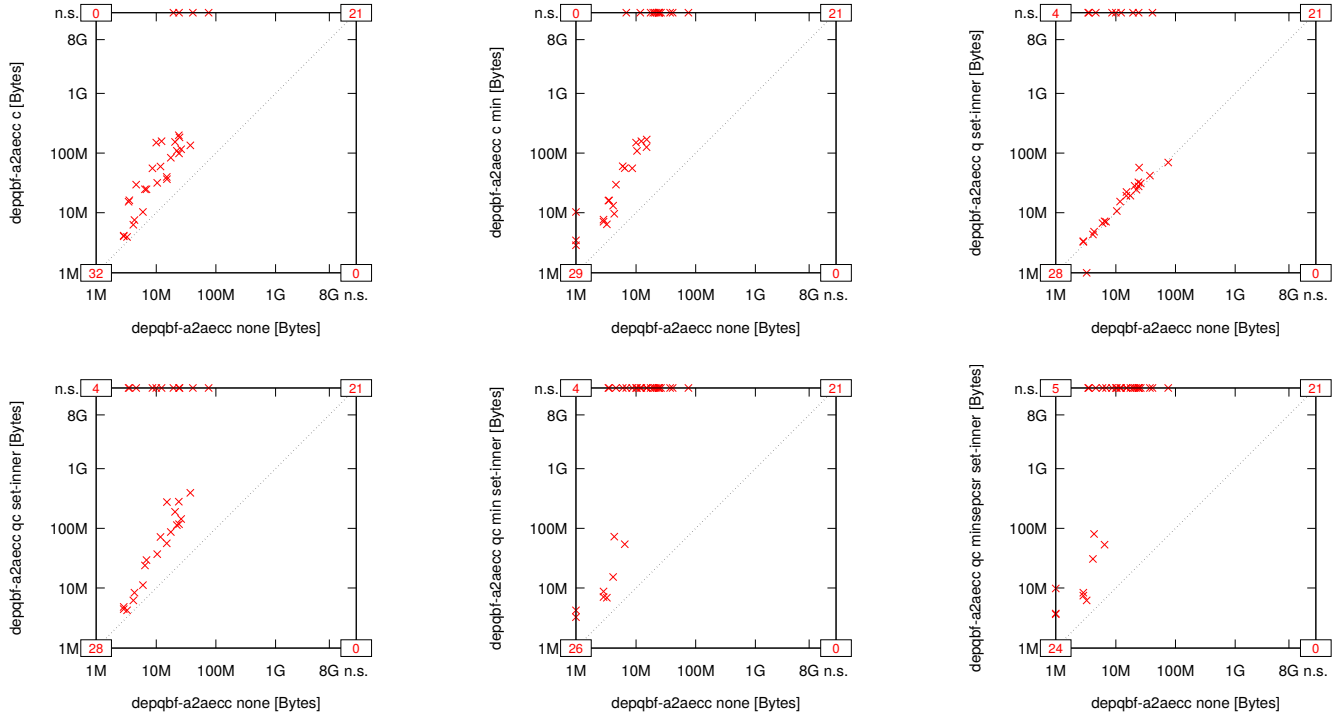 n.s. 0 21
8G
1G
100M
10M
1M 32 0
1M 10M 100M 1G 8G n.s.
depqbf-a2aecc c [Bytes]
depqbf-a2aecc none [Bytes]
n.s. 0 21
8G
1G
100M
10M
1M 29 0
1M 10M 100M 1G 8G n.s.
depqbf-a2aecc c min [Bytes]
depqbf-a2aecc none [Bytes]
n.s. 4 21
8G
1G
100M
10M
1M 28 0
1M 10M 100M 1G 8G n.s.
depqbf-a2aecc q set-inner [Bytes]
depqbf-a2aecc none [Bytes]
n.s. 4 21
8G
1G
100M
10M
1M 28 0
1M 10M 100M 1G 8G n.s.
depqbf-a2aecc qc set-inner [Bytes]
depqbf-a2aecc none [Bytes]
n.s. 4 21
8G
1G
100M
10M
1M 26 0
1M 10M 100M 1G 8G n.s.
depqbf-a2aecc qc min set-inner [Bytes]
depqbf-a2aecc none [Bytes]
n.s. 5 21
8G
1G
100M
10M
1M 24 0
1M 10M 100M 1G 8G n.s.
depqbf-a2aecc qc minsepcsr set-inner [Bytes]
depqbf-a2aecc none [Bytes]